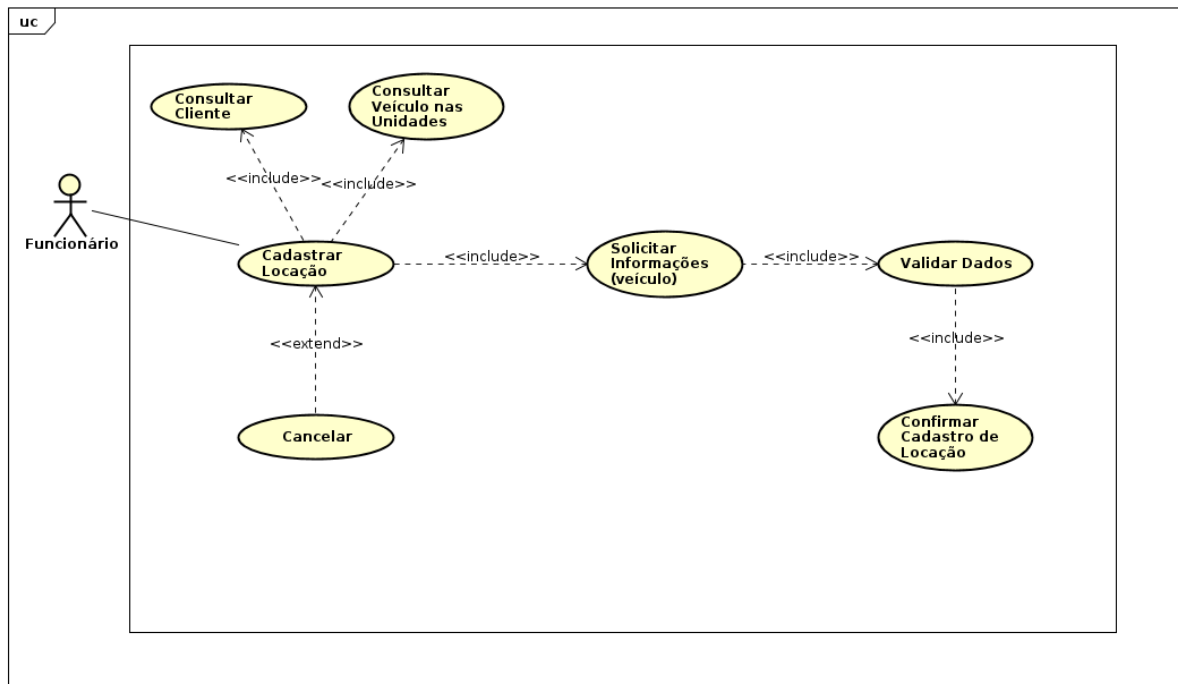 uc
Consultar
Cliente
Consultar
Veículo nas
Unidades
<<include>>
<<include>>
Funcionário
Cadastrar
Locação
<<include>>
Solicitar
Informações
(veículo)
<<include>>
Validar Dados
<<extend>>
<<include>>
Cancelar
Confirmar
Cadastro de
Locação